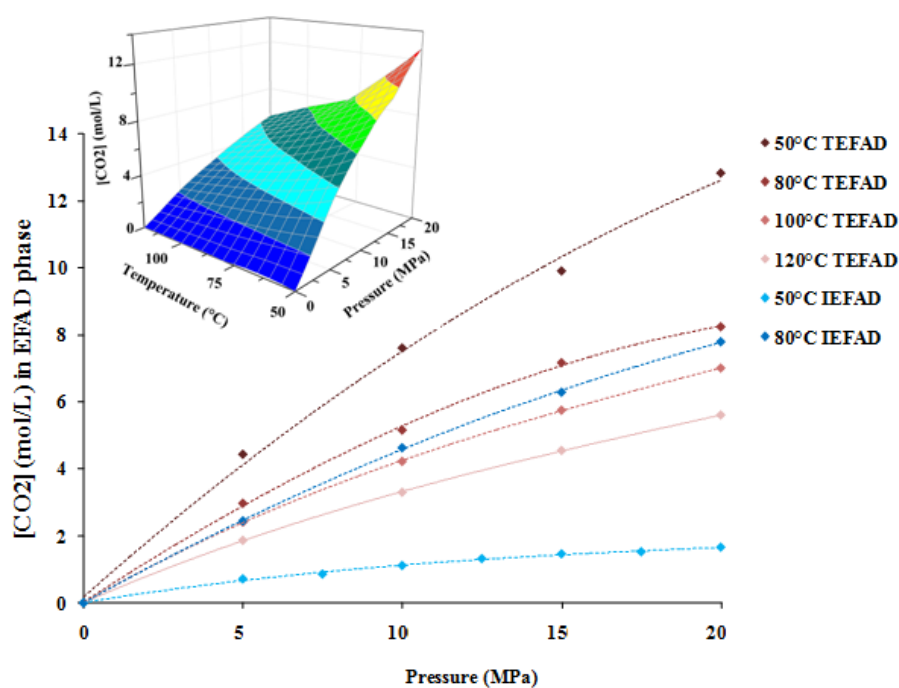 12
8
4
0
[CO2] (mol/L)
100
75
50
Temperature (°C)
0
5
10
15
20
Pressure (MPa)
14
12
10
8
6
4
2
0
[CO2] (mol/L) in EFAD phase
0
5
10
15
20
Pressure (MPa)
50°C TEFAD
80°C TEFAD
100°C TEFAD
120°C TEFAD
50°C IEFAD
80°C IEFAD